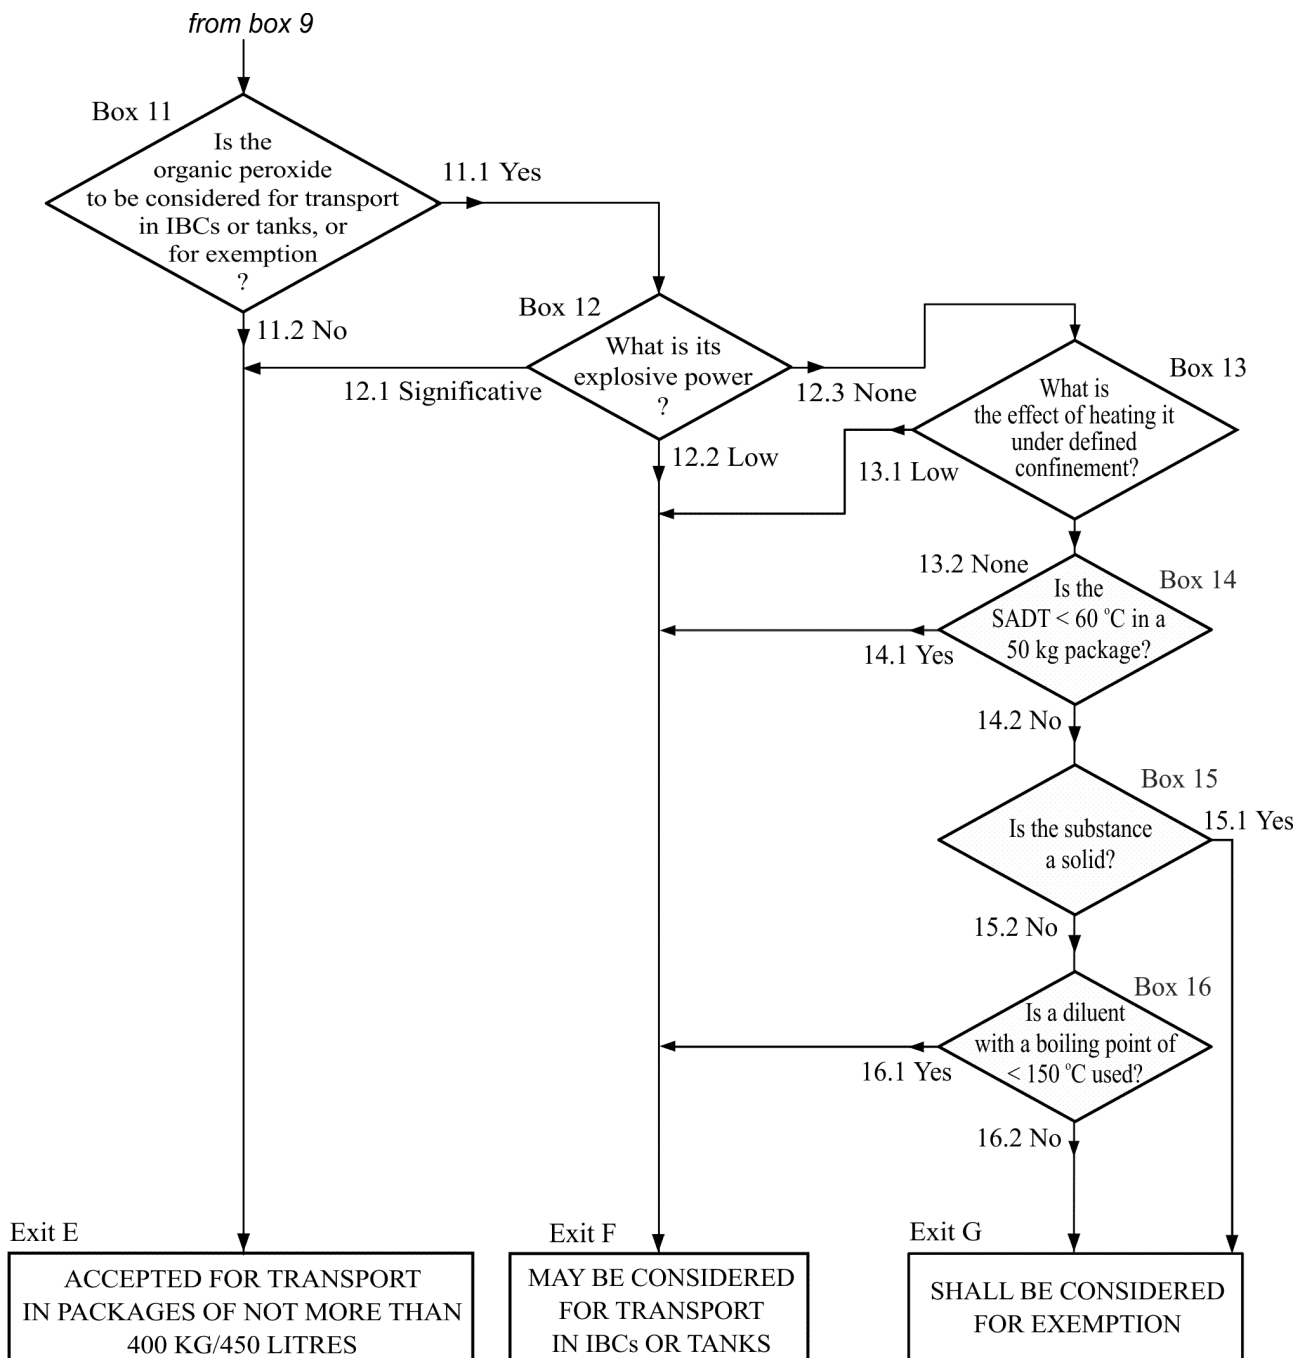 from box 9
Box 11
Is the
organic peroxide
to be considered for transport
in IBCs or tanks, or
for exemption
?
11.1 Yes
11.2 No
Box 12
What is its
explosive power
?
12.1 Significative
12.3 None
12.2 Low
Box 13
What is
the effect of heating it
under defined
confinement?
13.1 Low
13.2 None
Box 14
Is the
SADT < 60 °C in a
50 kg package?
14.1 Yes
14.2 No
Box 15
Is the substance
a solid?
15.1 Yes
15.2 No
Box 16
Is a diluent
with a boiling point of
< 150 °C used?
16.1 Yes
16.2 No
Exit E
ACCEPTED FOR TRANSPORT
IN PACKAGES OF NOT MORE THAN
400 KG/450 LITRES
Exit F
MAY BE CONSIDERED
FOR TRANSPORT
IN IBCs OR TANKS
Exit G
SHALL BE CONSIDERED
FOR EXEMPTION